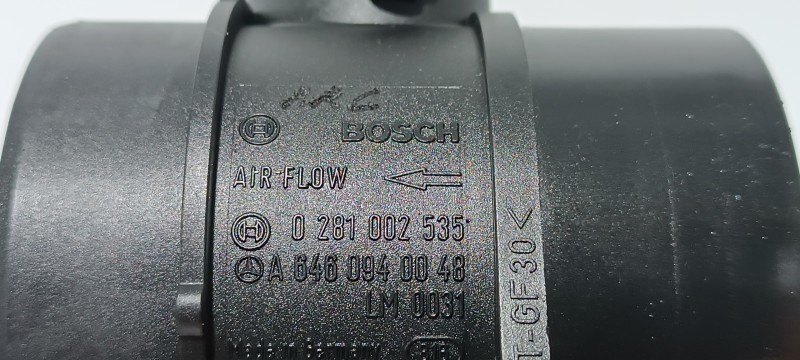 BOSCH
AIR FLOW
0 281 002 535
A 646 094 00 48
LM 0031
Made in Germany
T-GF30<